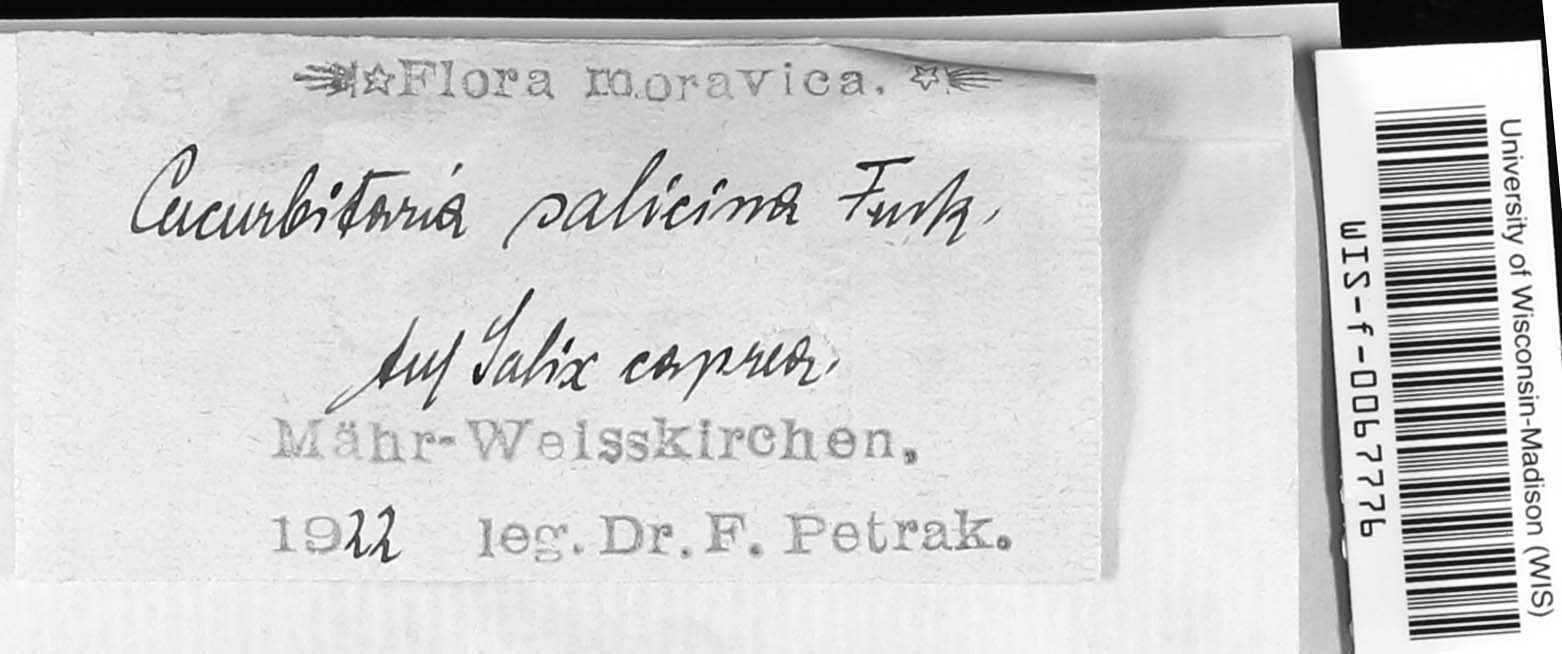 Flora moravica.
Cucurbitaria salicina Fuck.
Auf Salix caprea.
Mähr-Weisskirchen.
1922 leg. Dr. F. Petrak.
University of Wisconsin-Madison (WIS)
WIS-f-0067776